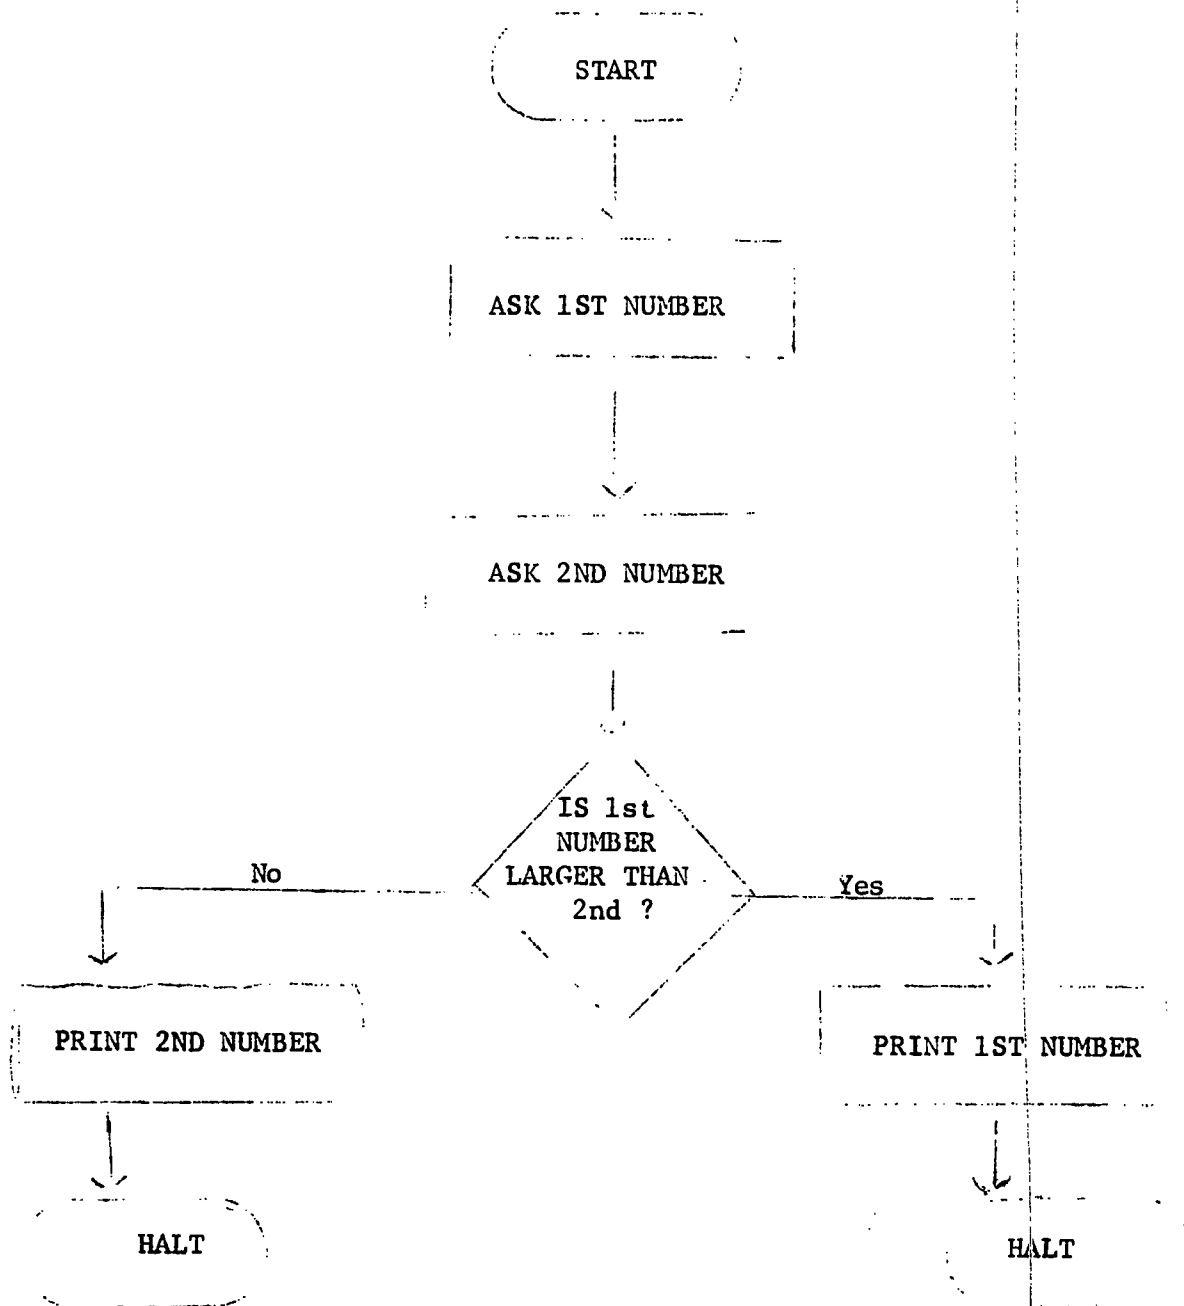 START
ASK 1ST NUMBER
ASK 2ND NUMBER
IS 1st
NUMBER
LARGER THAN
2nd ?
No
Yes
PRINT 2ND NUMBER
PRINT 1ST NUMBER
HALT
HALT